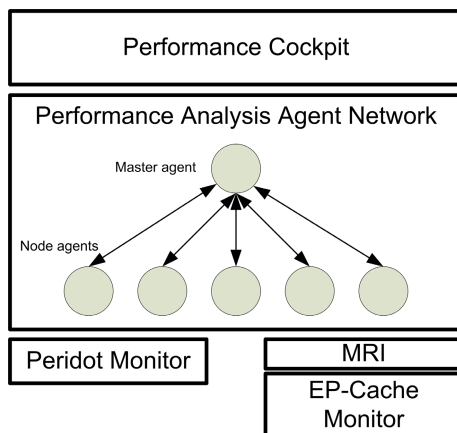 Performance Cockpit
Performance Analysis Agent Network
Master agent
Node agents
Peridot Monitor
MRI
EP-Cache
Monitor